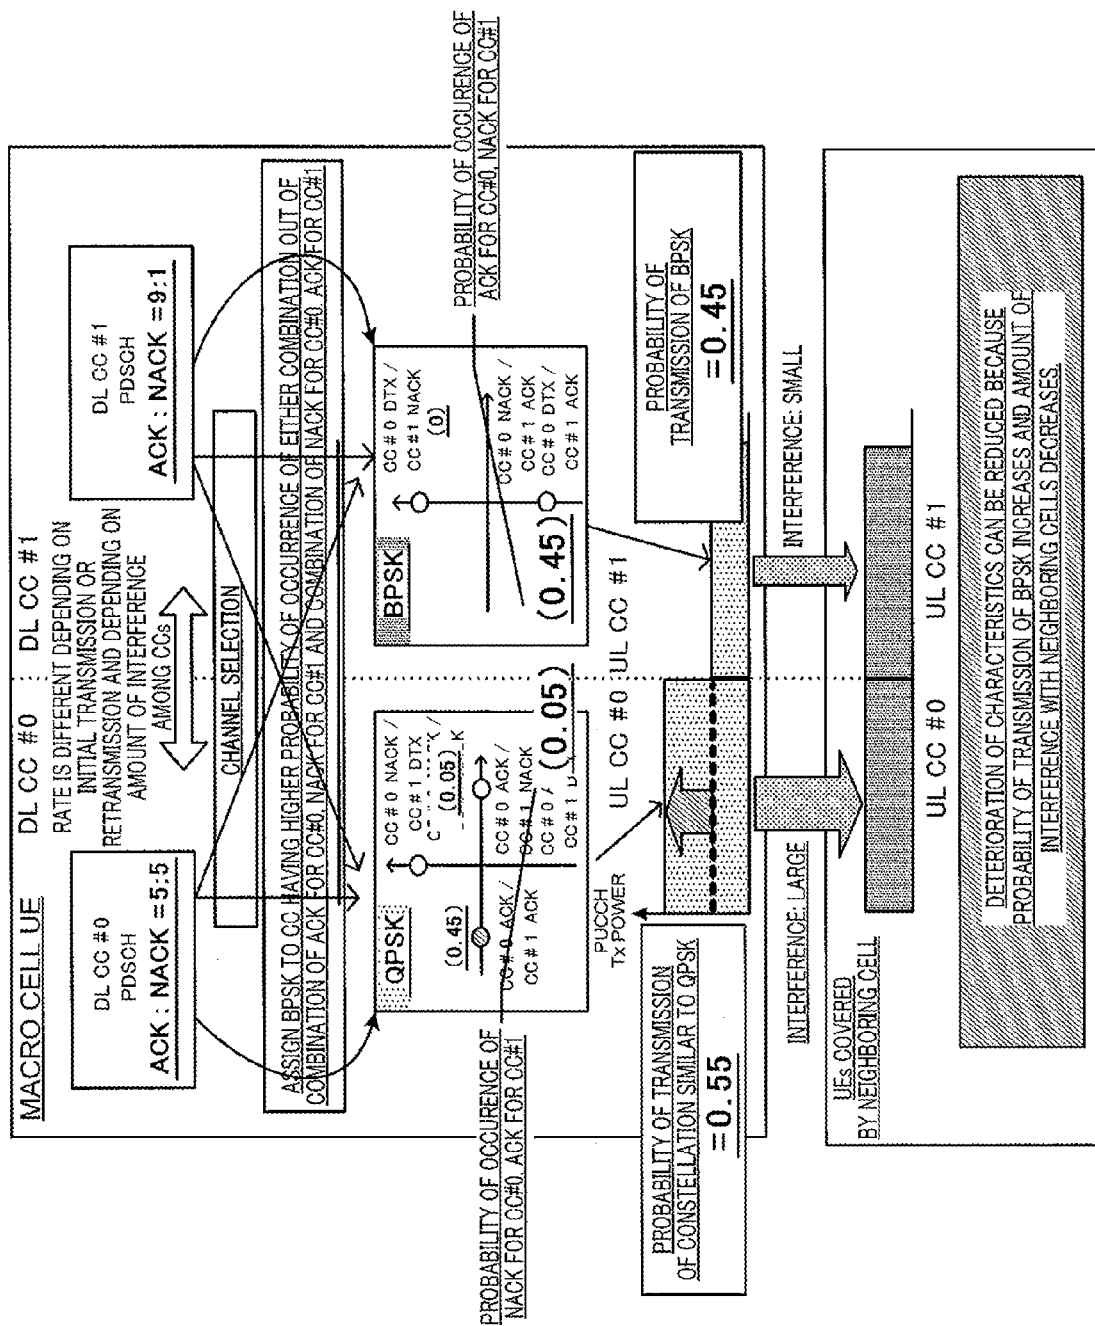 MACRO CELL UE
DL CC #0
DL CC #1
DL CC #0
PDSCH
ACK : NACK =5:5
RATE IS DIFFERENT DEPENDING ON
INITIAL TRANSMISSION OR
RETRANSMISSION AND DEPENDING ON
AMOUNT OF INTERFERENCE
AMONG CCs
DL CC #1
PDSCH
ACK : NACK =9:1
CHANNEL SELECTION
ASSIGN BPSK TO CC HAVING HIGHER PROBABILITY OF OCCURRENCE OF EITHER COMBINATION OUT OF
COMBINATION OF ACK FOR CC#0, NACK FOR CC#1 AND COMBINATION OF NACK FOR CC#0, ACK FOR CC#1
QPSK
CC#0 NACK /
CC#1 DTX
(0.05)
(0.45)
CC#0 ACK /
CC#1 ACK
CC#0 ACK /
CC#1 NACK
CC#0 /
CC#1 D
(0.05)
BPSK
CC#0 DTX /
CC#1 NACK
(0)
CC#0 NACK /
CC#1 ACK
CC#0 DTX /
CC#1 ACK
(0.45)
PROBABILITY OF OCCURENCE OF
NACK FOR CC#0, ACK FOR CC#1
PROBABILITY OF OCCURENCE OF
ACK FOR CC#0, NACK FOR CC#1
UL CC #0
UL CC #1
PUCCH
Tx POWER
PROBABILITY OF TRANSMISSION
OF CONSTELLATION SIMILAR TO QPSK
=0.55
PROBABILITY OF
TRANSMISSION OF BPSK
=0.45
INTERFERENCE: LARGE
INTERFERENCE: SMALL
UEs COVERED
BY NEIGHBORING CELL
UL CC #0
UL CC #1
DETERIORATION OF CHARACTERISTICS CAN BE REDUCED BECAUSE
PROBABILITY OF TRANSMISSION OF BPSK INCREASES AND AMOUNT OF
INTERFERENCE WITH NEIGHBORING CELLS DECREASES.